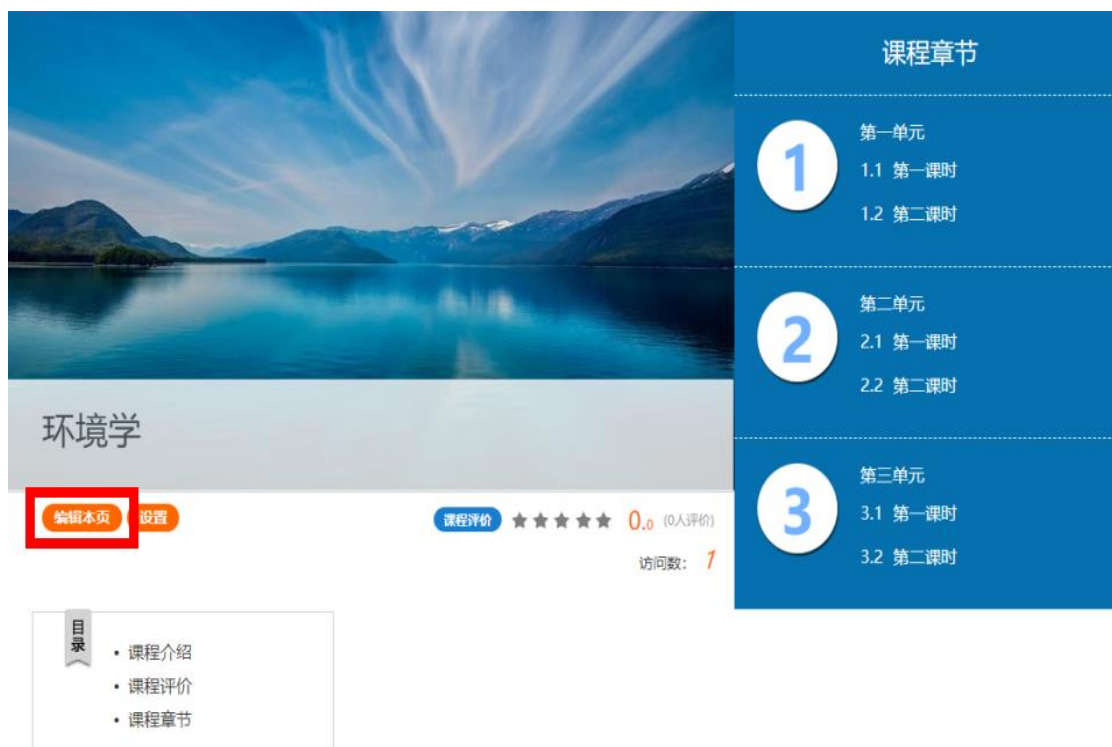 课程章节
1
第一单元
1.1 第一课时
1.2 第二课时
2
第二单元
2.1 第一课时
2.2 第二课时
3
第三单元
3.1 第一课时
3.2 第二课时
环境学
编辑本页 设置
课程评价 0.0 (0人评价)
访问数： 1
目录
• 课程介绍
• 课程评价
• 课程章节